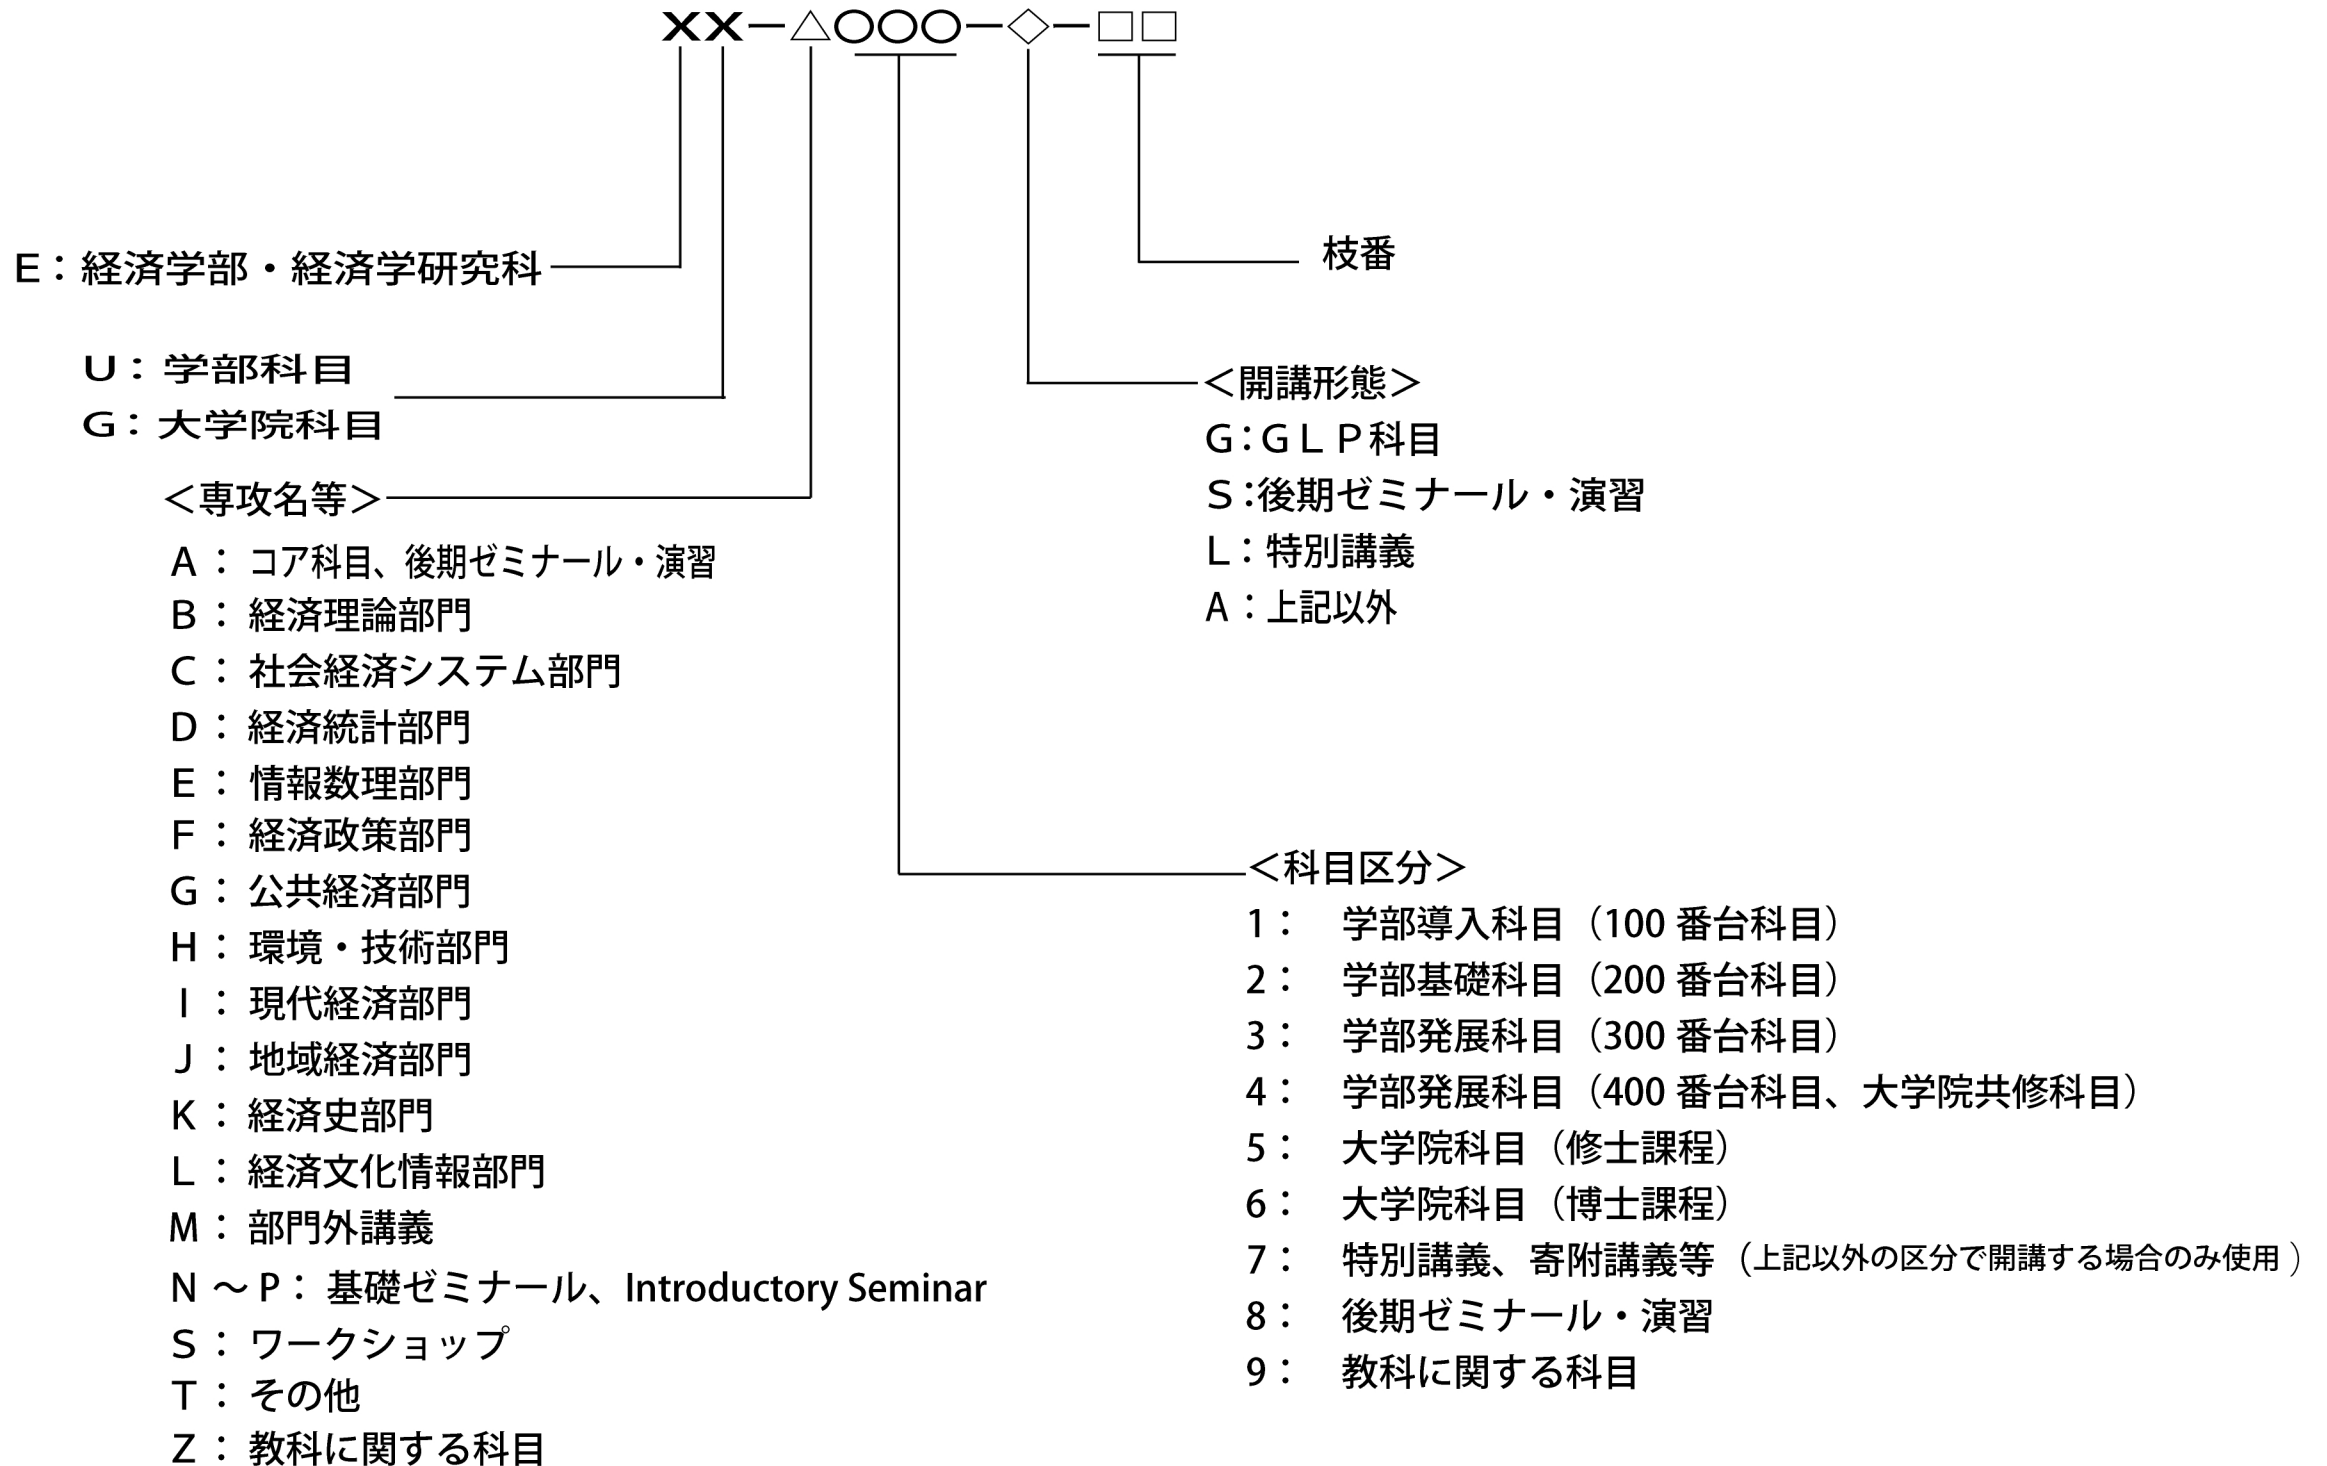 XX－△○○○－◇－□□
E：経済学部・経済学研究科
枝番
U：学部科目
G：大学院科目
＜開講形態＞
G：ＧＬＰ科目
S：後期ゼミナール・演習
L：特別講義
A：上記以外
＜専攻名等＞
A：コア科目、後期ゼミナール・演習
B：経済理論部門
C：社会経済システム部門
D：経済統計部門
E：情報数理部門
F：経済政策部門
G：公共経済部門
H：環境・技術部門
I：現代経済部門
J：地域経済部門
K：経済史部門
L：経済文化情報部門
M：部門外講義
N～P：基礎ゼミナール、Introductory Seminar
S：ワークショップ
T：その他
Z：教科に関する科目
＜科目区分＞
1：　学部導入科目（100 番台科目）
2：　学部基礎科目（200 番台科目）
3：　学部発展科目（300 番台科目）
4：　学部発展科目（400 番台科目、大学院共修科目）
5：　大学院科目（修士課程）
6：　大学院科目（博士課程）
7：　特別講義、寄附講義等（上記以外の区分で開講する場合のみ使用）
8：　後期ゼミナール・演習
9：　教科に関する科目